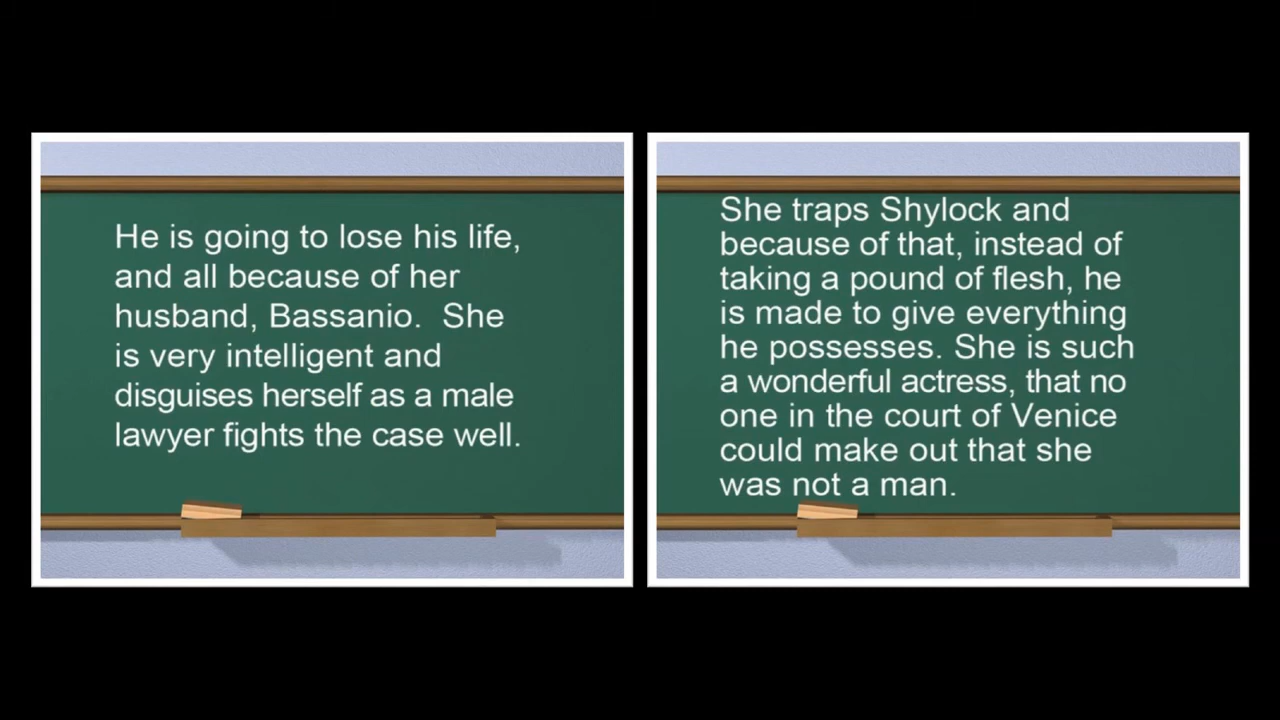 He is going to lose his life,
and all because of her
husband, Bassanio.  She
is very intelligent and
disguises herself as a male
lawyer fights the case well.
She traps Shylock and
because of that, instead of
taking a pound of flesh, he
is made to give everything
he possesses. She is such
a wonderful actress, that no
one in the court of Venice
could make out that she
was not a man.